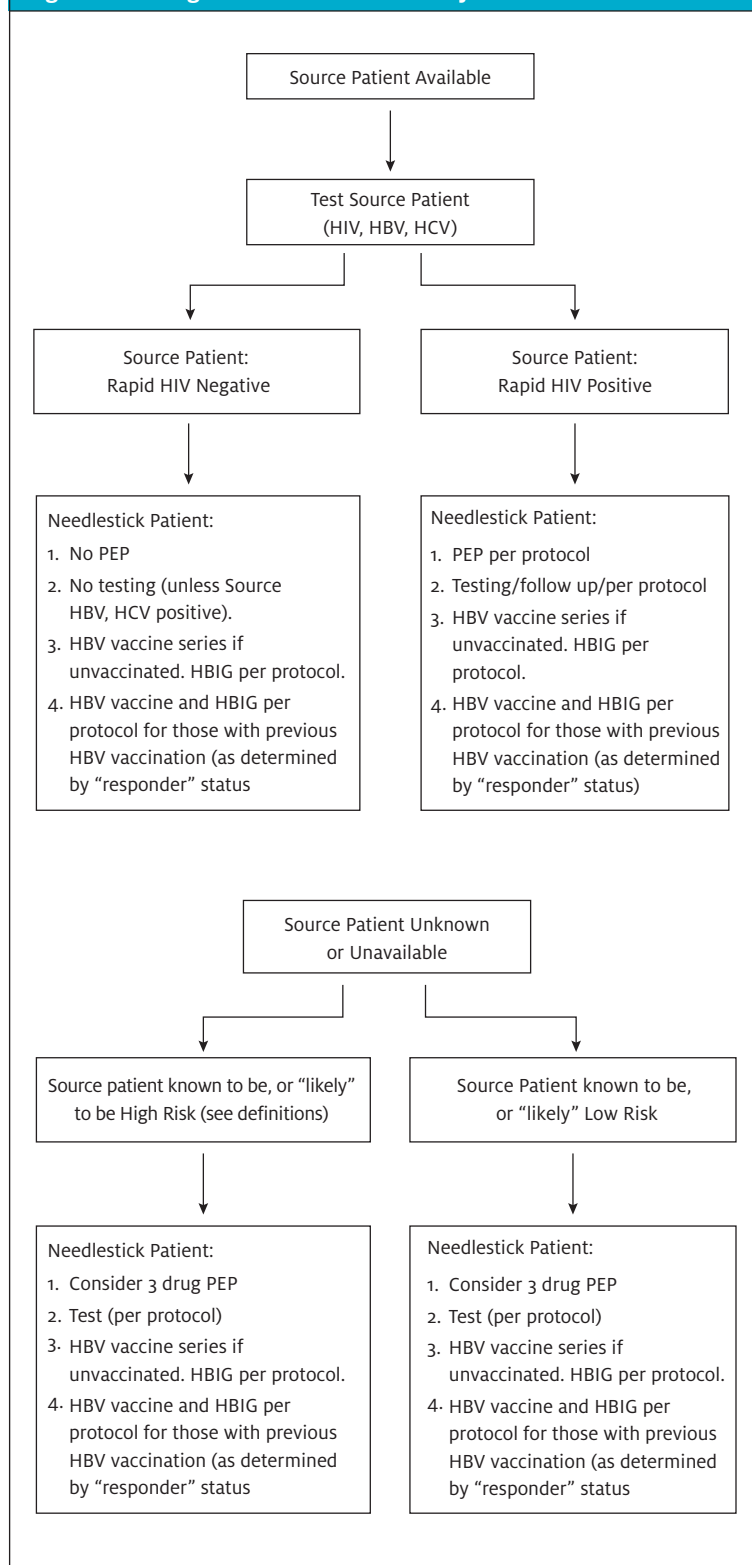 Source Patient Available
Test Source Patient
(HIV, HBV, HCV)
Source Patient:
Rapid HIV Negative
Source Patient:
Rapid HIV Positive
Needlestick Patient:
1. No PEP
2. No testing (unless Source
HBV, HCV positive).
3. HBV vaccine series if
unvaccinated. HBIG per protocol.
4. HBV vaccine and HBIG per
protocol for those with previous
HBV vaccination (as determined
by “responder” status
Needlestick Patient:
1. PEP per protocol
2. Testing/follow up/per protocol
3. HBV vaccine series if
unvaccinated. HBIG per
protocol.
4. HBV vaccine and HBIG per
protocol for those with previous
HBV vaccination (as determined
by “responder” status)
Source Patient Unknown
or Unavailable
Source patient known to be, or “likely”
to be High Risk (see definitions)
Source Patient known to be,
or “likely” Low Risk
Needlestick Patient:
1. Consider 3 drug PEP
2. Test (per protocol)
3. HBV vaccine series if
unvaccinated. HBIG per protocol.
4. HBV vaccine and HBIG per
protocol for those with previous
HBV vaccination (as determined
by “responder” status
Needlestick Patient:
1. Consider 3 drug PEP
2. Test (per protocol)
3. HBV vaccine series if
unvaccinated. HBIG per protocol.
4. HBV vaccine and HBIG per
protocol for those with previous
HBV vaccination (as determined
by “responder” status